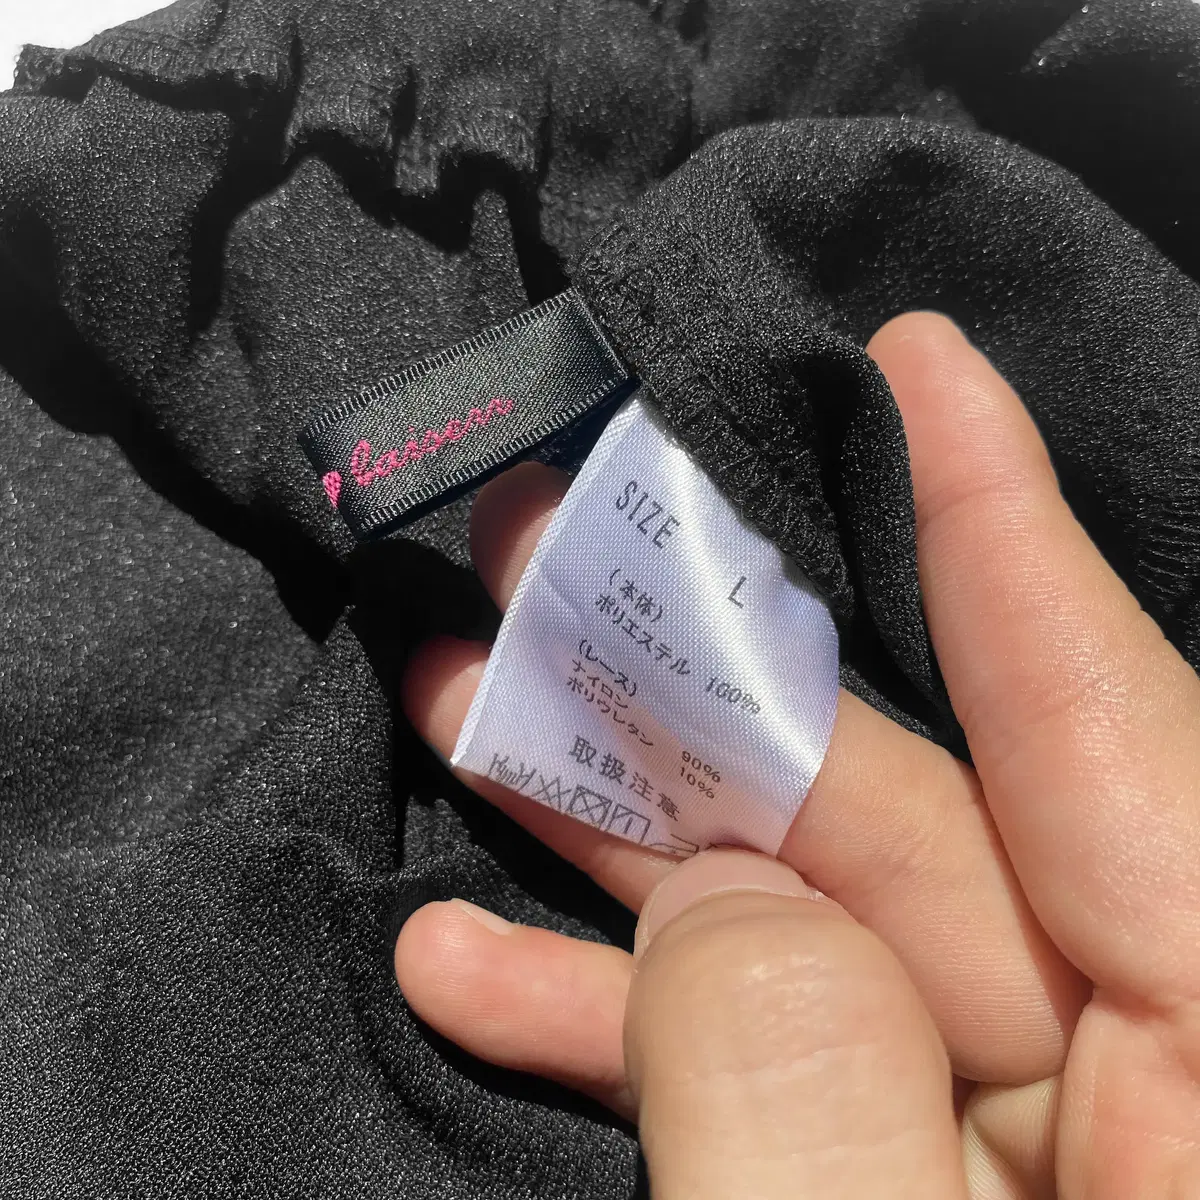 baisern
SIZE
L
(本体)
ポリエステル 100%
(レース)
ナイロン 90%
ポリウレタン 10%
取扱注意